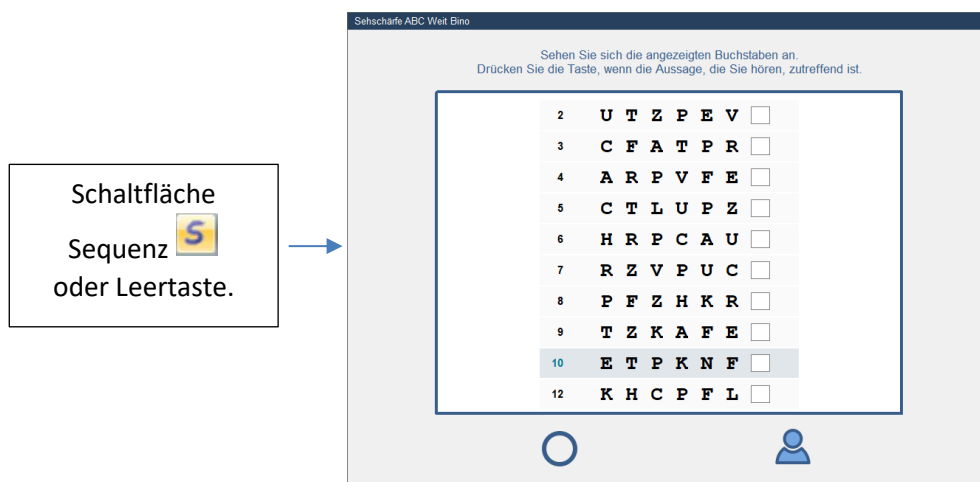 Schaltfläche
Sequenz S
oder Leertaste.
Sehschärfe ABC Weit Bino
Sehen Sie sich die angezeigten Buchstaben an.
Drücken Sie die Taste, wenn die Aussage, die Sie hören, zutreffend ist.
2 U T Z P E V
3 C F A T P R
4 A R P V F E
5 C T L U P Z
6 H R P C A U
7 R Z V P U C
8 P F Z H K R
9 T Z K A F E
10 E T P K N F
12 K H C P F L